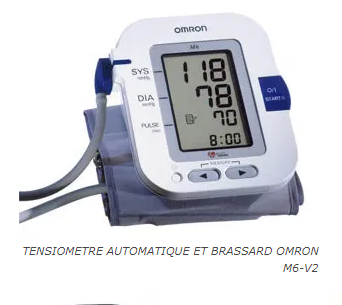 OMRON
M6
SYS
mmHg
118
DIA
mmHg
78
PULSE
/min
70
8:00
O/I
START
MEMORY
TENSIOMETRE AUTOMATIQUE ET BRASSARD OMRON
M6-V2